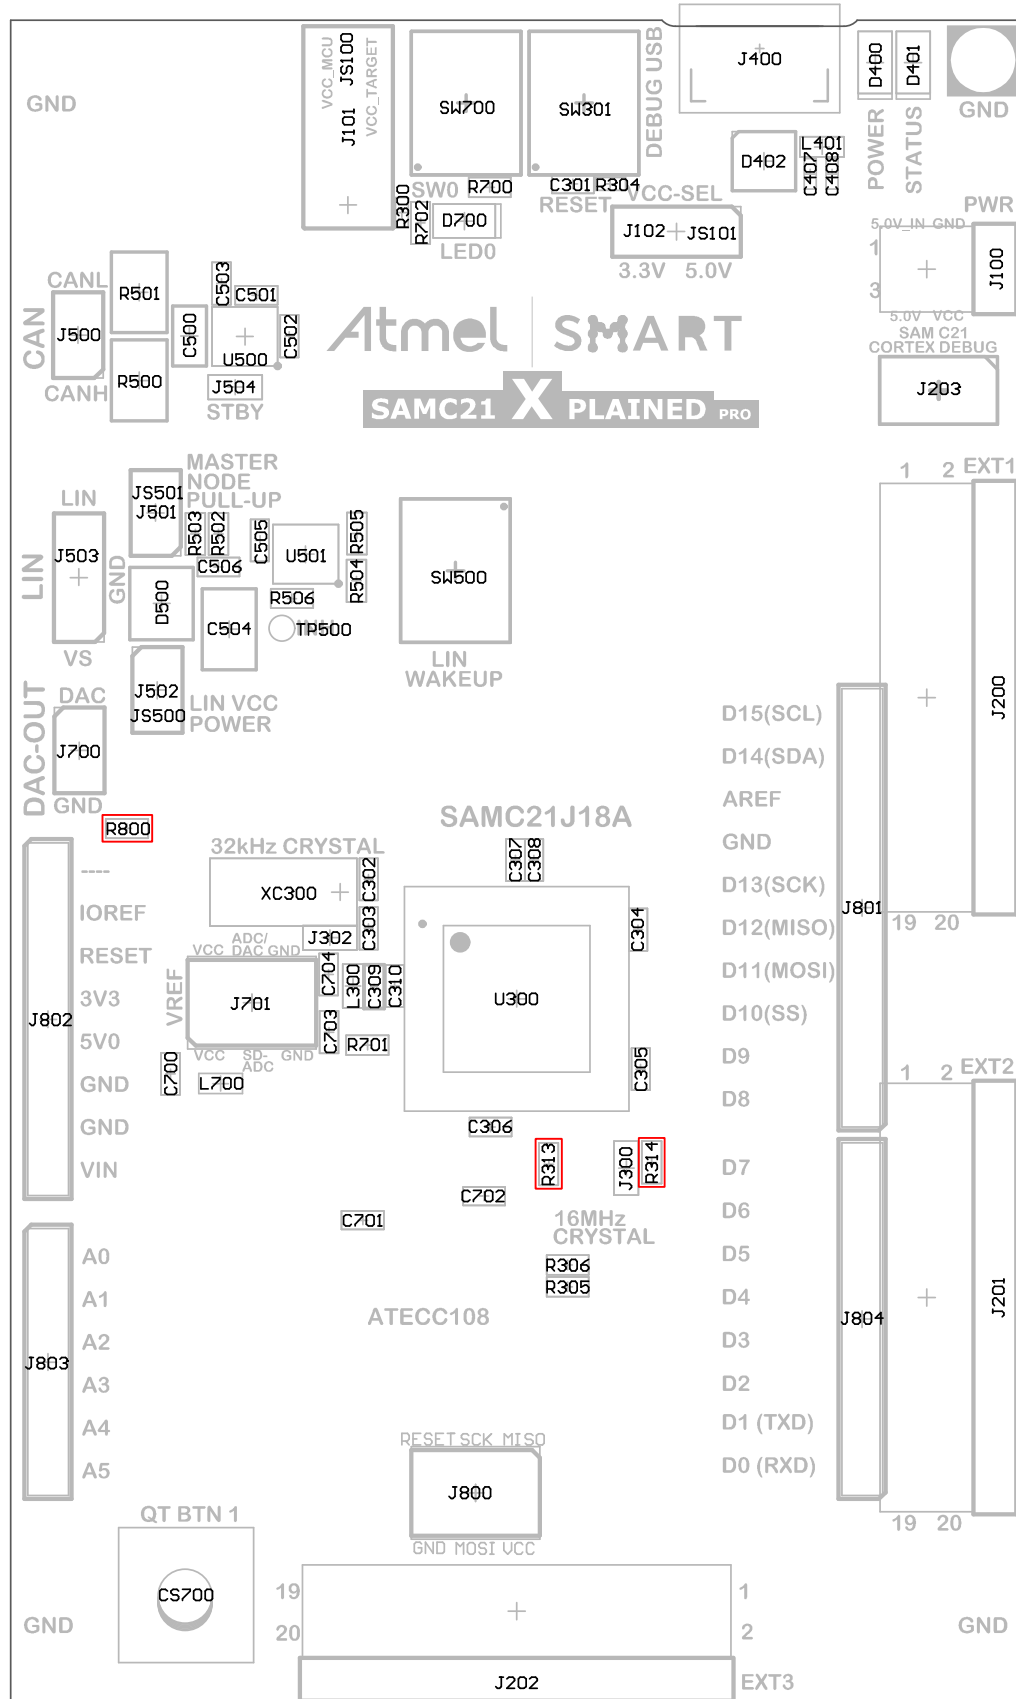 GND
VCC_MCU
J101 JS100
VCC_TARGET
SW700
SW301
DEBUG USB
J400
D400
D401
GND
POWER
STATUS
D402
L401
C407
C408
SW0
R700
C301 R304
RESET
VCC-SEL
R300
R702
D700
LED0
J102
JS101
3.3V 5.0V
PWR
5.0V_IN GND
1
3
J100
5.0V VCC
CANL
R501
C503
C501
CAN
J500
C500
U500
C502
CANH
R500
J504
STBY
Atmel SMART
SAMC21 X PLAINED PRO
SAM C21
CORTEX DEBUG
J203
1 2 EXT1
MASTER
NODE
PULL-UP
JS501
J501
LIN
LIN
J503
GND
R503
R502
C505
C506
U501
R505
R504
SW500
D500
R506
C504
TP500
VS
J502
JS500
LIN VCC
POWER
LIN
WAKEUP
J200
DAC-OUT
DAC
J700
GND
D15(SCL)
D14(SDA)
AREF
GND
D13(SCK)
D12(MISO)
D11(MOSI)
D10(SS)
D9
D8
J801
19 20
R800
SAMC21J18A
32kHz CRYSTAL
XC300
C302
C303
J302
C307
C308
C304
----
IOREF
RESET
3V3
5V0
GND
GND
VIN
J802
VREF
VCC
ADC/
DAC GND
J701
VCC SD-
ADC
GND
C704
C703
L300
C309
C310
R701
U300
C305
C700
L700
C306
1 2 EXT2
R313
J300
R314
C702
C701
16MHz
CRYSTAL
R306
R305
D7
D6
D5
D4
D3
D2
D1 (TXD)
D0 (RXD)
J804
J201
19 20
A0
A1
A2
A3
A4
A5
J803
ATECC108
RESET SCK MISO
J800
GND MOSI VCC
QT BTN 1
CS700
GND
19
20
1
2
GND
J202
EXT3